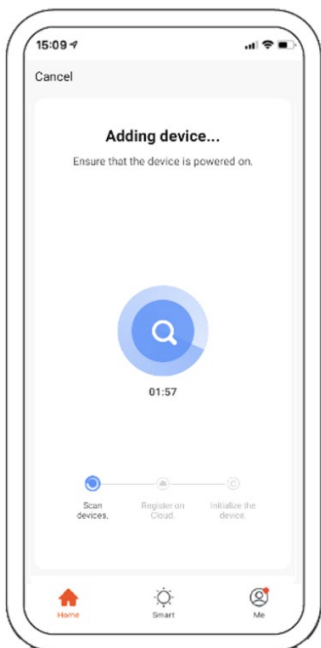 15:09
Cancel
Adding device...
Ensure that the device is powered on.
01:57
Scan devices.
Register on Cloud.
Initialize the device.
Home
Smart
Me